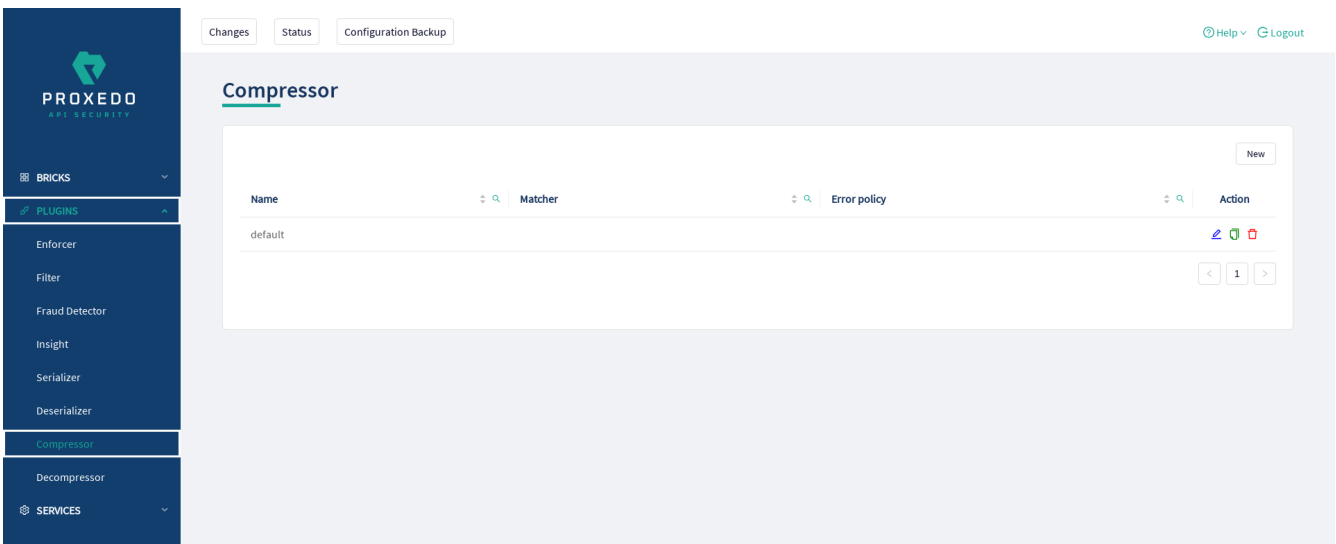 Changes Status Configuration Backup Help Logout
PROXEDO
API SECURITY
BRICKS
PLUGINS
Enforcer
Filter
Fraud Detector
Insight
Serializer
Deserializer
Compressor
Decompressor
SERVICES
Compressor
New
Name Matcher Error policy Action
default
< 1 >